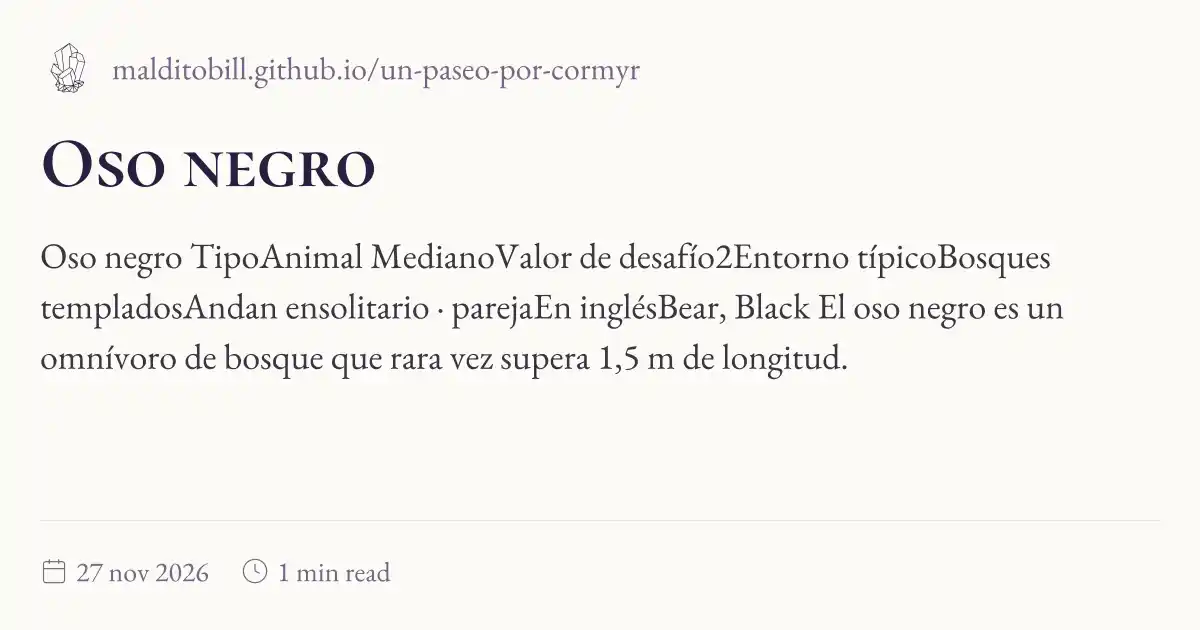 malditobill.github.io/un-paseo-por-cormyr
Oso negro
Oso negro TipoAnimal MedianoValor de desafío2Entorno típicoBosques
templadosAndan ensolitario · parejaEn inglésBear, Black El oso negro es un
omnívoro de bosque que rara vez supera 1,5 m de longitud.
27 nov 2026 1 min read